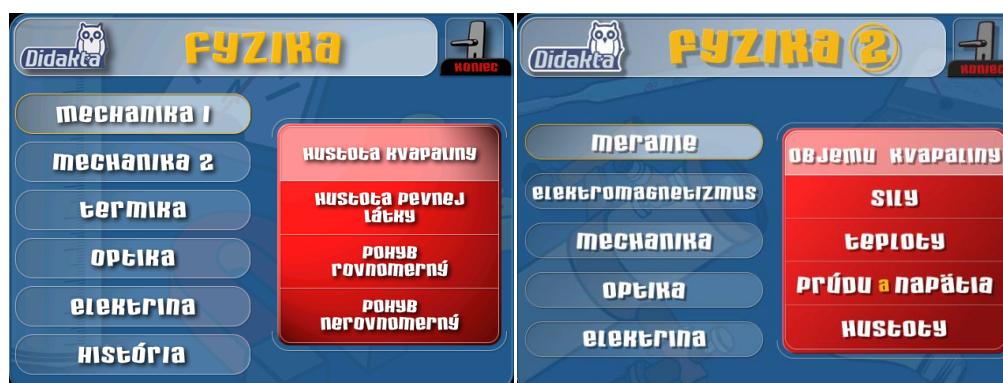 Didakta
FYZIKA
KONIEC
MECHANIKA 1
MECHANIKA 2
TERMIKA
OPTIKA
ELEKTRINA
HISTÓRIA
HUSTOTA KVAPALINY
HUSTOTA PEVNEJ
LÁTKY
POHYB
ROVNOMERNÝ
POHYB
NEROVNOMERNÝ
Didakta
FYZIKA 2
KONIEC
MERANIE
ELEKTROMAGNETIZMUS
MECHANIKA
OPTIKA
ELEKTRINA
OBJEMU KVAPALINY
SILY
TEPLOTY
PRÚDU A NAPÄTIA
HUSTOTY